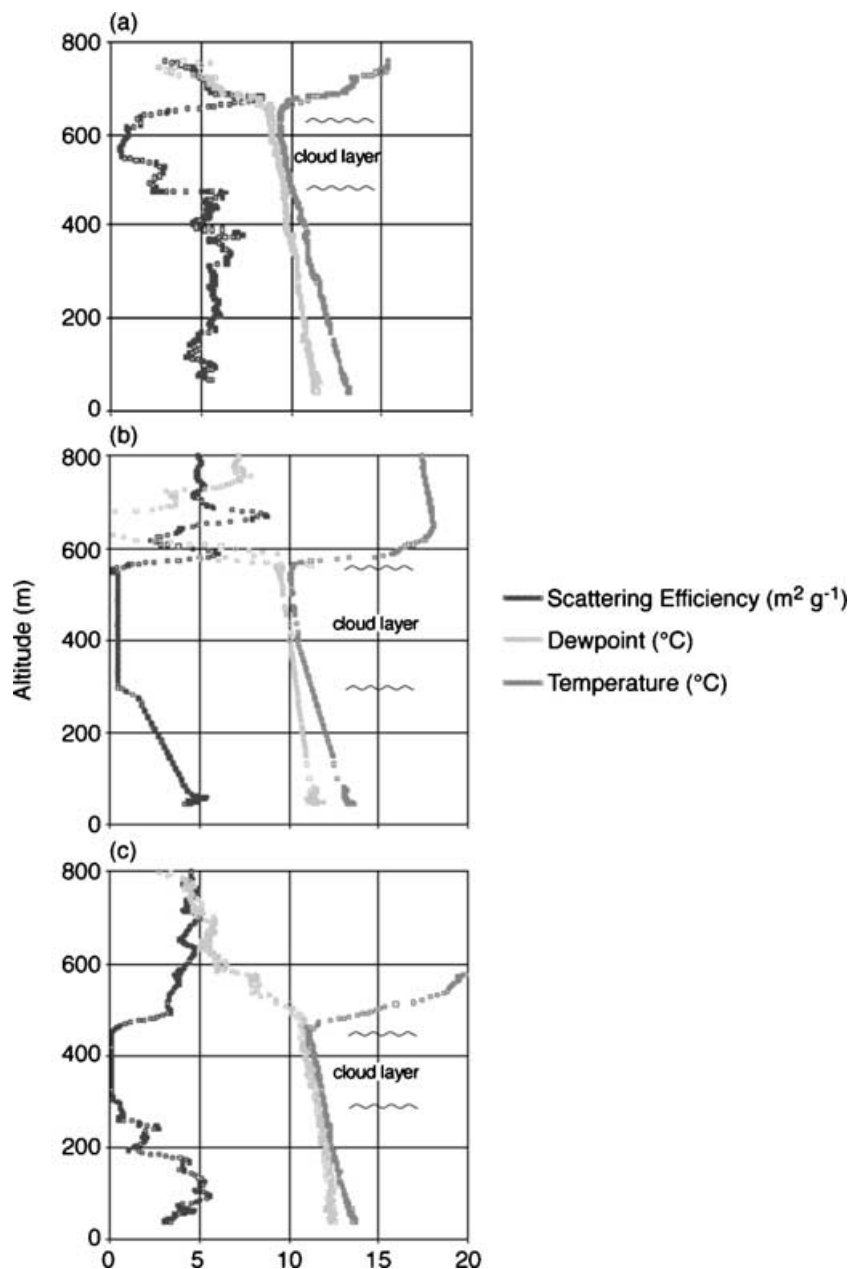 (a)
800
600
cloud layer
400
200
0
(b)
800
600
cloud layer
400
200
0
Altitude (m)
Scattering Efficiency (m² g⁻¹)
Dewpoint (°C)
Temperature (°C)
(c)
800
600
400
cloud layer
200
0
0 5 10 15 20